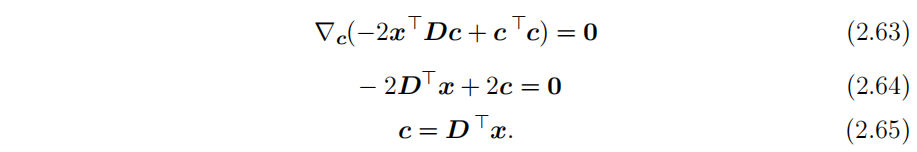 ∇_c(−2x^⊤Dc + c^⊤c) = 0 (2.63)
− 2D^⊤x + 2c = 0 (2.64)
c = D^⊤x. (2.65)